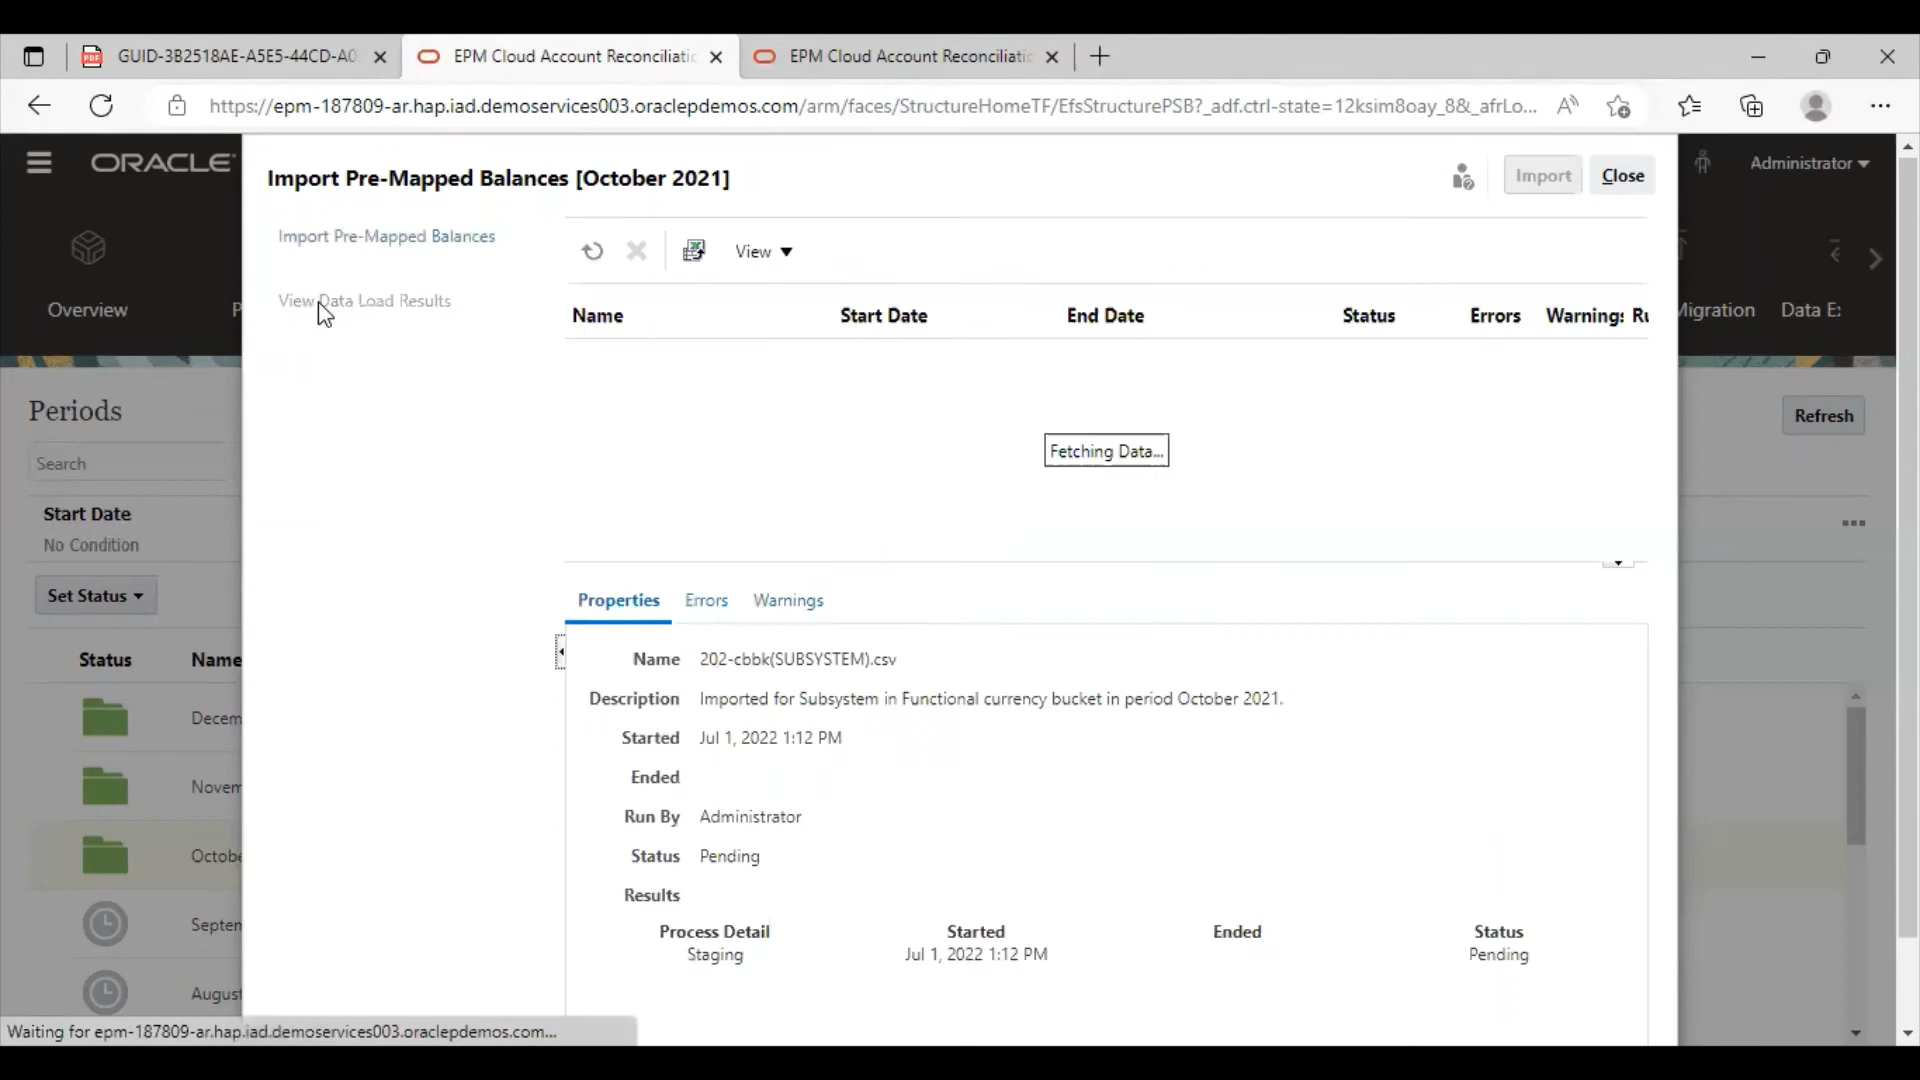 GUID-3B2518AE-A5E5-44CD-A0
EPM Cloud Account Reconciliatic
EPM Cloud Account Reconciliatic
https://epm-187809-ar.hap.iad.demoservices003.oraclepdemos.com/arm/faces/StructureHomeTF/EfsStructurePSB?_adf.ctrl-state=12ksim8oay_8&_afrLo...
ORACLE
Import Pre-Mapped Balances [October 2021]
Import
Close
Administrator
Import Pre-Mapped Balances
View
View Data Load Results
Overview
P
Migration
Data E:
Name
Start Date
End Date
Status
Errors
Warnings
Ru
Periods
Refresh
Search
Fetching Data...
Start Date
No Condition
Set Status
Properties
Errors
Warnings
Status
Name
Name 202-cbbk(SUBSYSTEM).csv
Description Imported for Subsystem in Functional currency bucket in period October 2021.
Started Jul 1, 2022 1:12 PM
Ended
Run By Administrator
Status Pending
Results
Process Detail Started Ended Status
Staging Jul 1, 2022 1:12 PM Pending
Decem
Novem
Octobe
Septen
August
Waiting for epm-187809-ar.hap.iad.demoservices003.oraclepdemos.com...